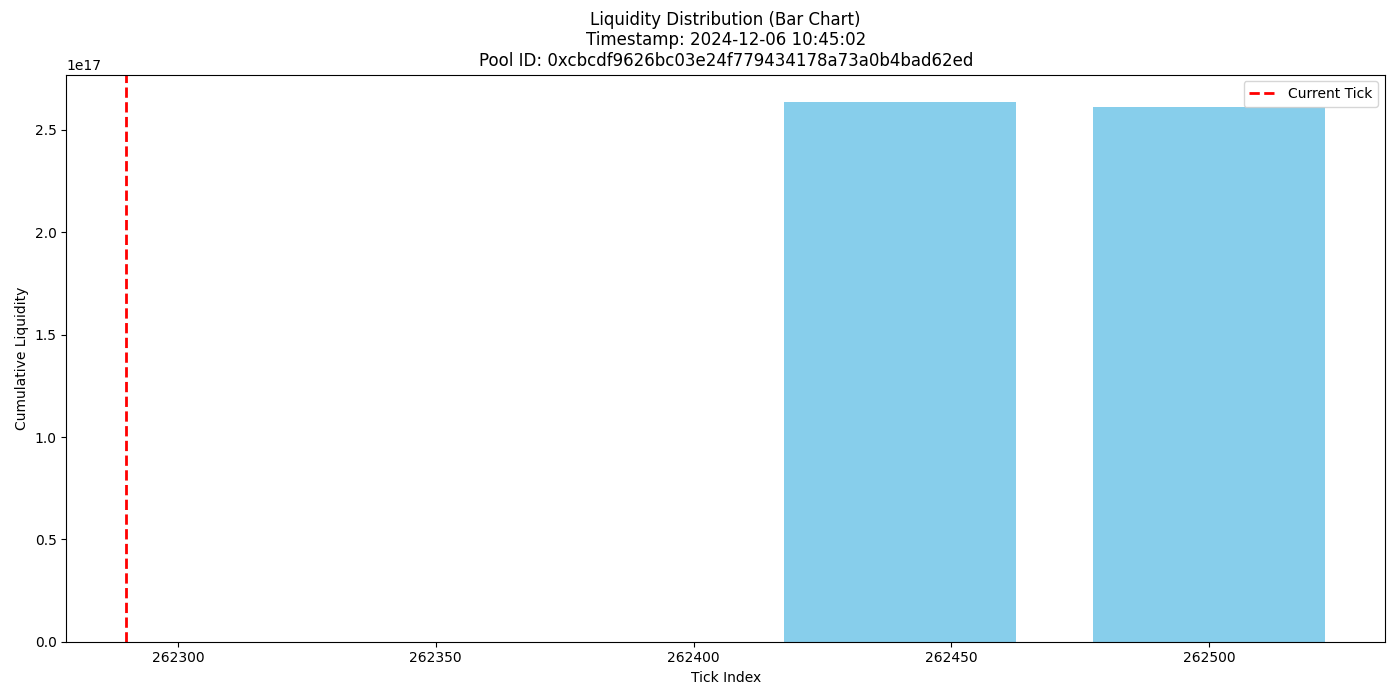 Liquidity Distribution (Bar Chart)
Timestamp: 2024-12-06 10:45:02
Pool ID: 0xcbcdf9626bc03e24f779434178a73a0b4bad62ed
1e17
Current Tick
2.5
2.0
1.5
1.0
0.5
0.0
Cumulative Liquidity
262300 262350 262400 262450 262500
Tick Index